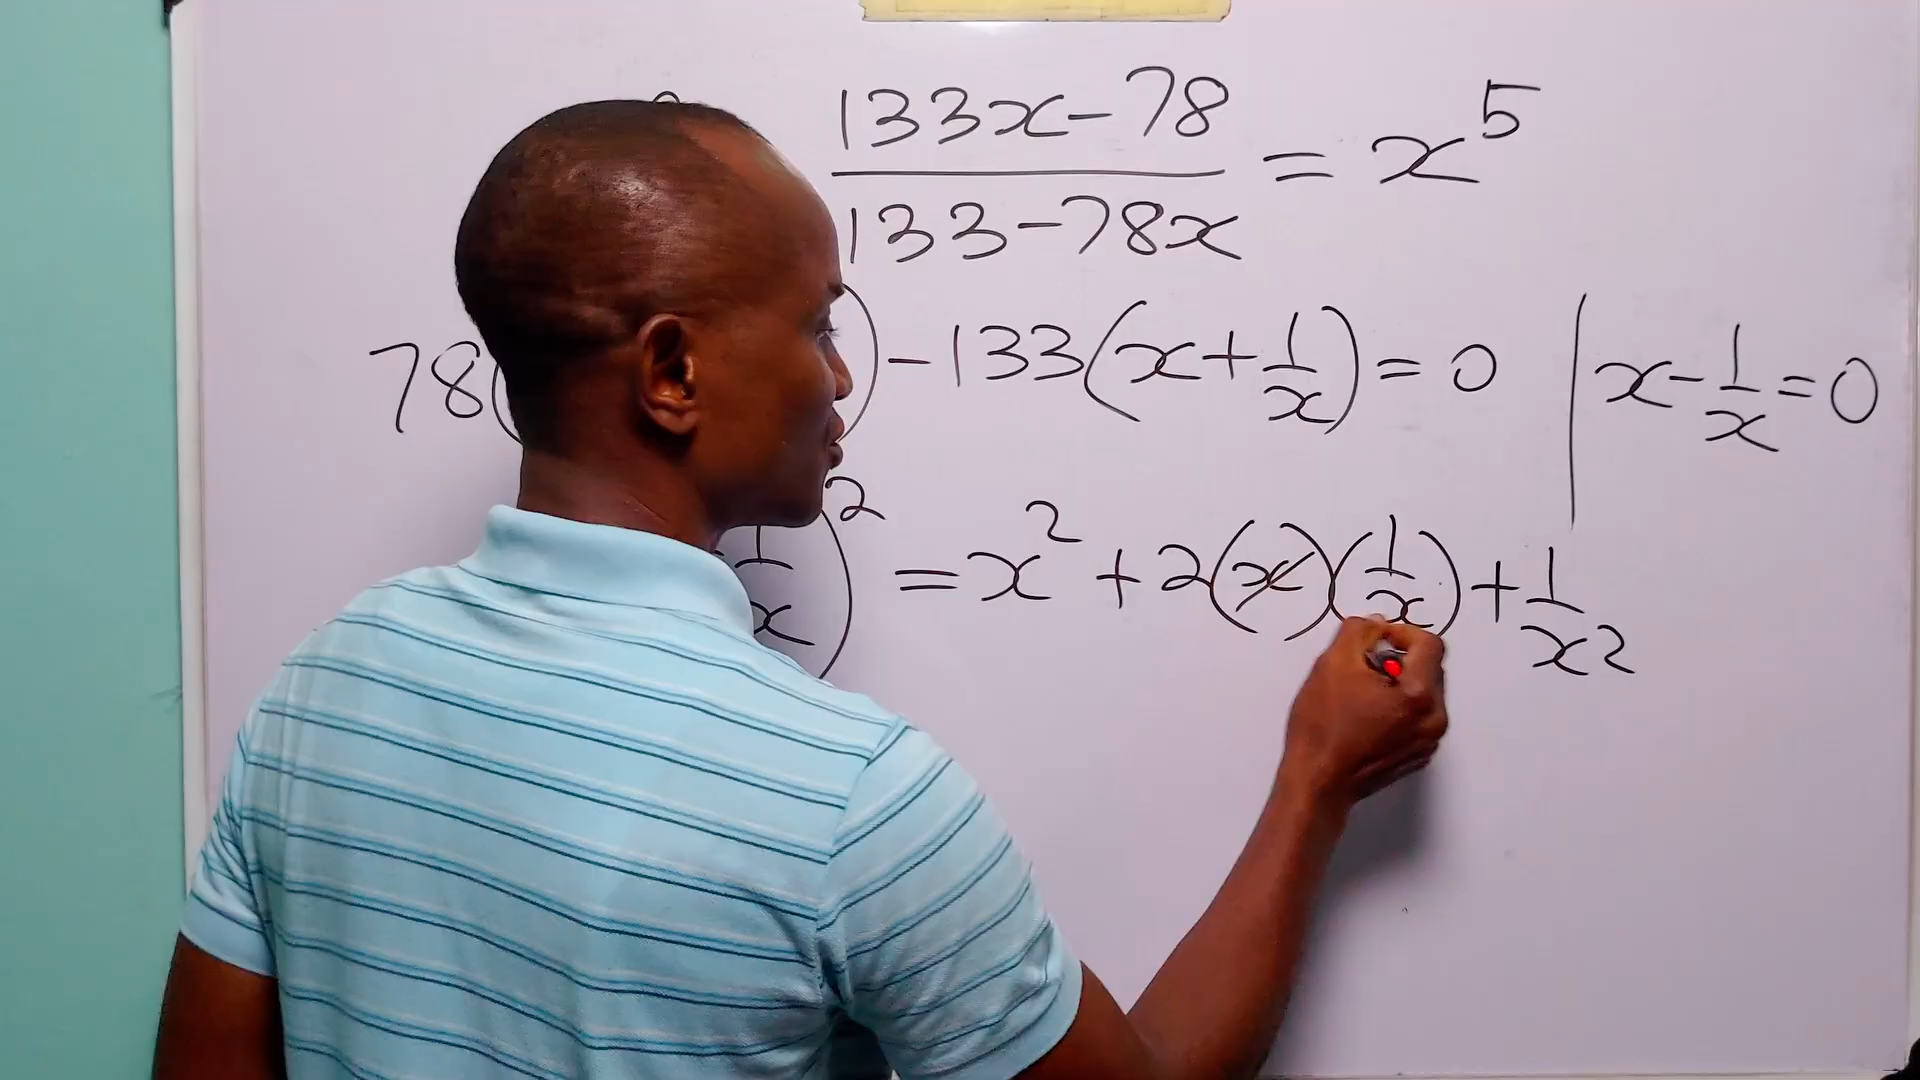 133x-78 / 133-78x = x⁵
78( ) -133(x+1/x)=0 | x-1/x=0
1/x)² = x² + 2(x)(1/x) + 1/x²